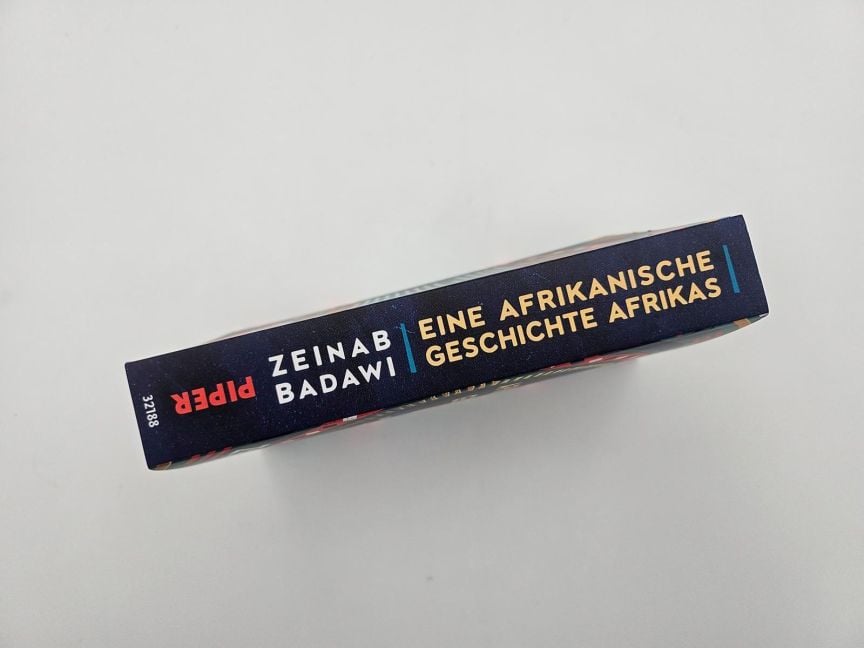 ZEINAB
BADAWI
EINE AFRIKANISCHE
GESCHICHTE AFRIKAS
PIPER
32188